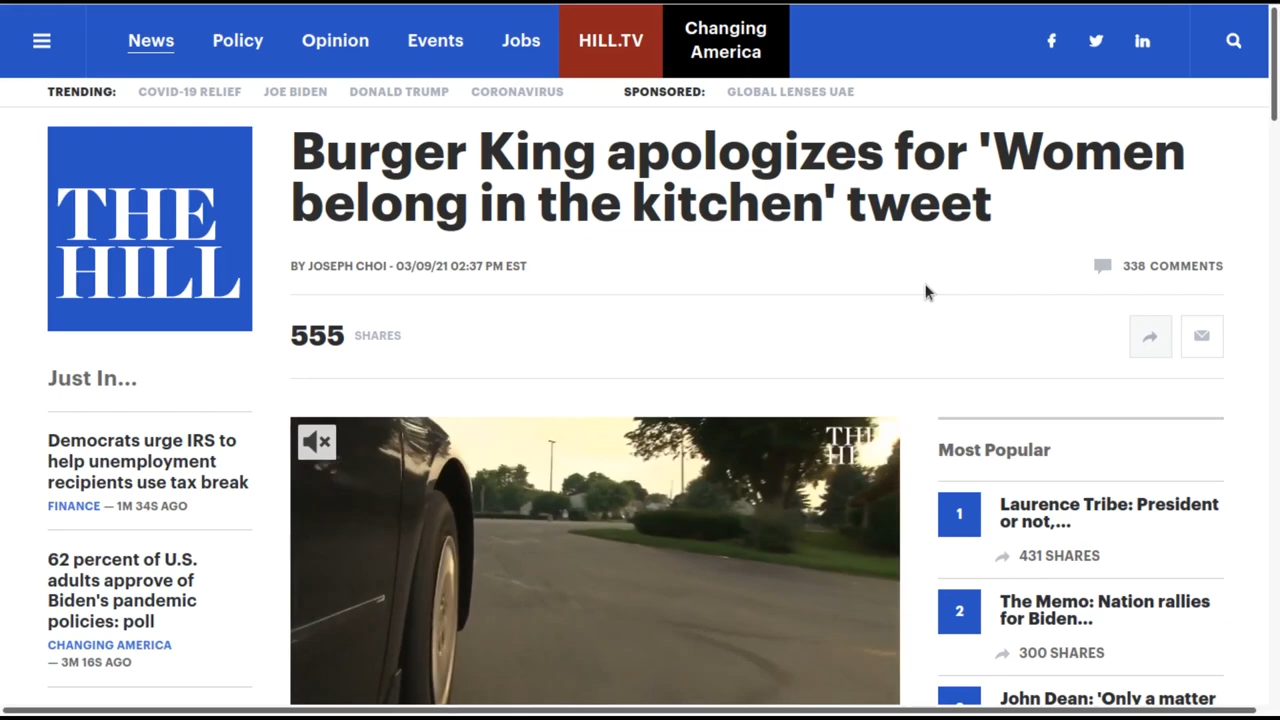 News Policy Opinion Events Jobs HILL.TV Changing
America
TRENDING: COVID-19 RELIEF JOE BIDEN DONALD TRUMP CORONAVIRUS SPONSORED: GLOBAL LENSES UAE
THE
HILL
Burger King apologizes for 'Women
belong in the kitchen' tweet
BY JOSEPH CHOI - 03/09/21 02:37 PM EST
338 COMMENTS
555 SHARES
Just In...
Democrats urge IRS to
help unemployment
recipients use tax break
FINANCE — 1M 34S AGO
62 percent of U.S.
adults approve of
Biden's pandemic
policies: poll
CHANGING AMERICA
— 3M 16S AGO
THE
HI
Most Popular
1 Laurence Tribe: President
or not,...
431 SHARES
2 The Memo: Nation rallies
for Biden...
300 SHARES
John Dean: 'Only a matter